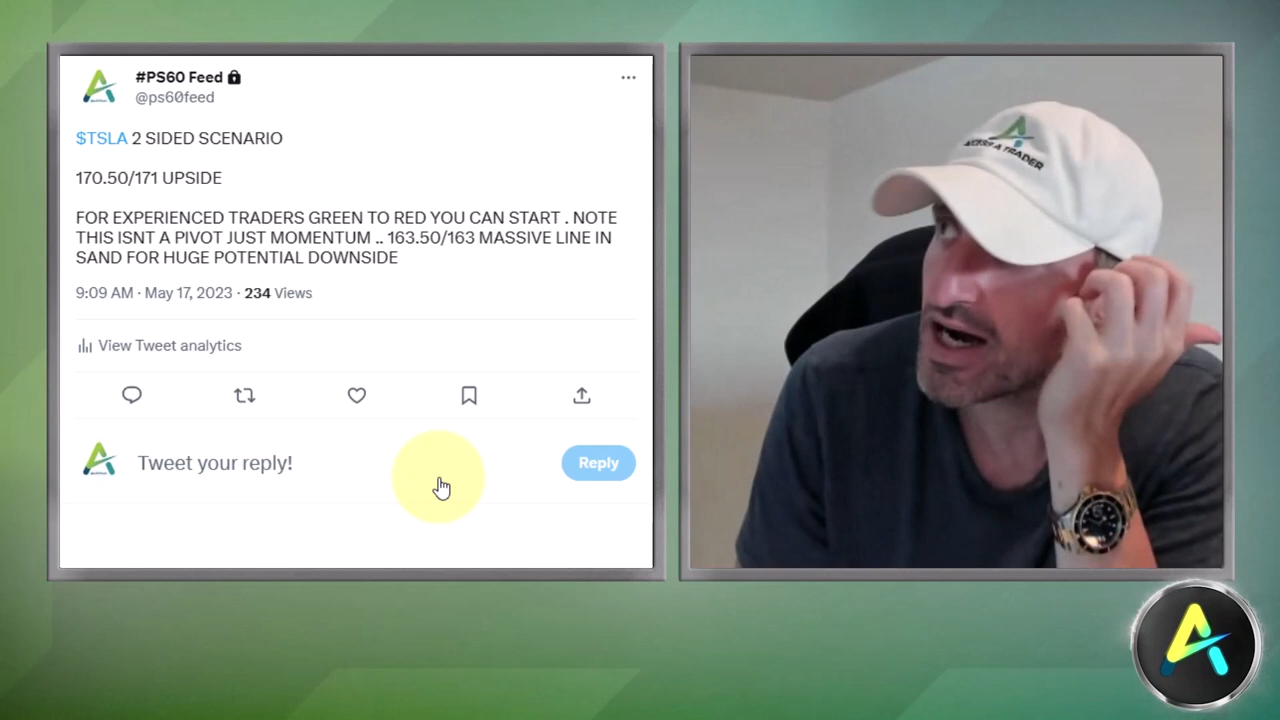 #PS60 Feed
@ps60feed
$TSLA 2 SIDED SCENARIO
170.50/171 UPSIDE
FOR EXPERIENCED TRADERS GREEN TO RED YOU CAN START . NOTE
THIS ISNT A PIVOT JUST MOMENTUM .. 163.50/163 MASSIVE LINE IN
SAND FOR HUGE POTENTIAL DOWNSIDE
9:09 AM · May 17, 2023 · 234 Views
View Tweet analytics
Tweet your reply!
Reply
ACCESS A TRADER